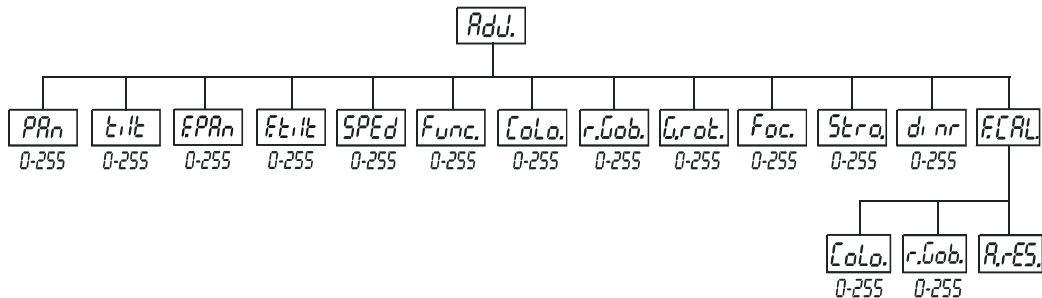 AdJ.
PAn tilt F.PAn F.tilt SPEd Func. CoLo. r.Gob. G.rot. Foc. Stro. dinr F.CAL.
0-255 0-255 0-255 0-255 0-255 0-255 0-255 0-255 0-255 0-255 0-255 0-255
CoLo. r.Gob. A.rES.
0-255 0-255